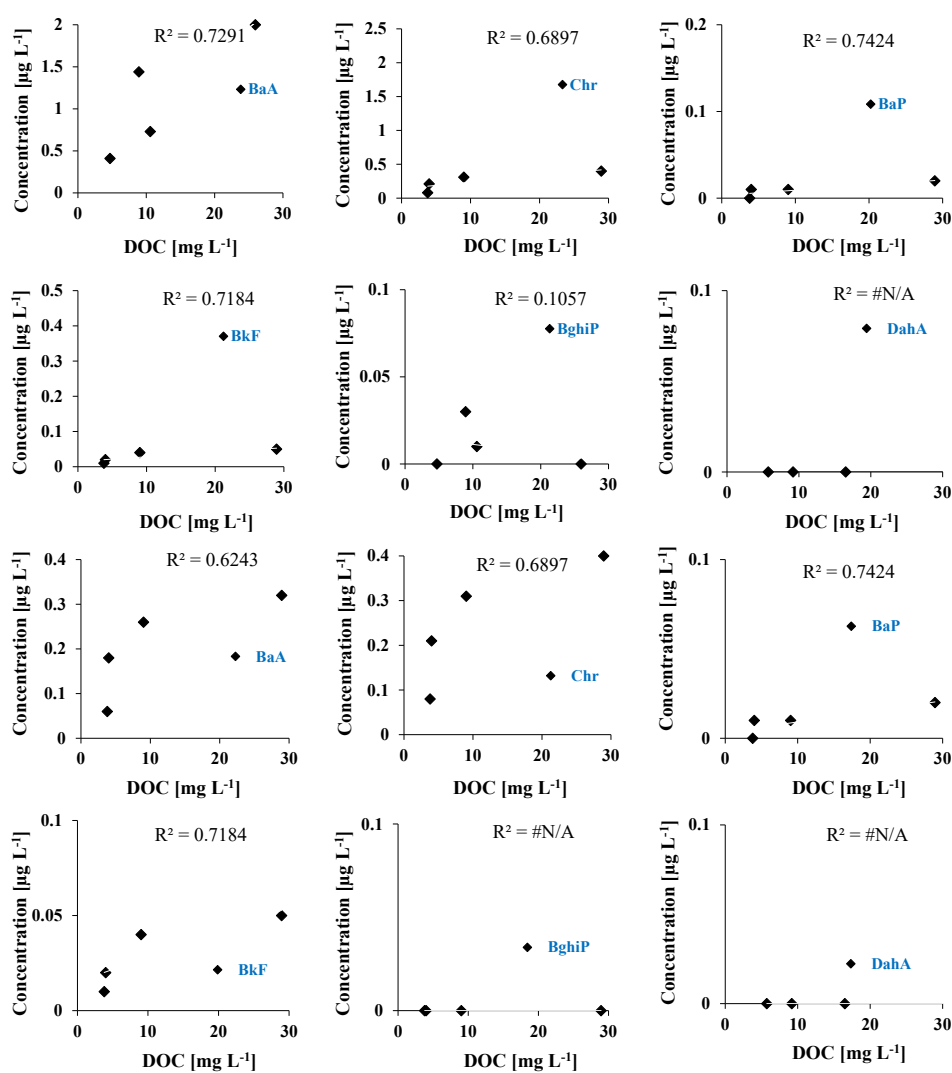 R² = 0.7291
2
1.5
1
0.5
0
Concentration [µg L⁻¹]
BaA
0 10 20 30
DOC [mg L⁻¹]
R² = 0.6897
2.5
2
1.5
1
0.5
0
Concentration [µg L⁻¹]
Chr
0 10 20 30
DOC [mg L⁻¹]
R² = 0.7424
0.2
0.1
0
Concentration [µg L⁻¹]
BaP
0 10 20 30
DOC [mg L⁻¹]
R² = 0.7184
0.5
0.4
0.3
0.2
0.1
0
Concentration [µg L⁻¹]
BkF
0 10 20 30
DOC [mg L⁻¹]
R² = 0.1057
0.1
0.05
0
Concentration [µg L⁻¹]
BghiP
0 10 20 30
DOC [mg L⁻¹]
R² = #N/A
0.1
0
Concentration [µg L⁻¹]
DahA
0 10 20 30
DOC [mg L⁻¹]
R² = 0.6243
0.4
0.3
0.2
0.1
0
Concentration [µg L⁻¹]
BaA
0 10 20 30
DOC [mg L⁻¹]
R² = 0.6897
0.4
0.3
0.2
0.1
0
Concentration [µg L⁻¹]
Chr
0 10 20 30
DOC [mg L⁻¹]
R² = 0.7424
0.1
0
Concentration [µg L⁻¹]
BaP
0 10 20 30
DOC [mg L⁻¹]
R² = 0.7184
0.1
0.05
0
Concentration [µg L⁻¹]
BkF
0 10 20 30
DOC [mg L⁻¹]
R² = #N/A
0.1
0
Concentration [µg L⁻¹]
BghiP
0 10 20 30
DOC [mg L⁻¹]
R² = #N/A
0.1
0
Concentration [µg L⁻¹]
DahA
0 10 20 30
DOC [mg L⁻¹]